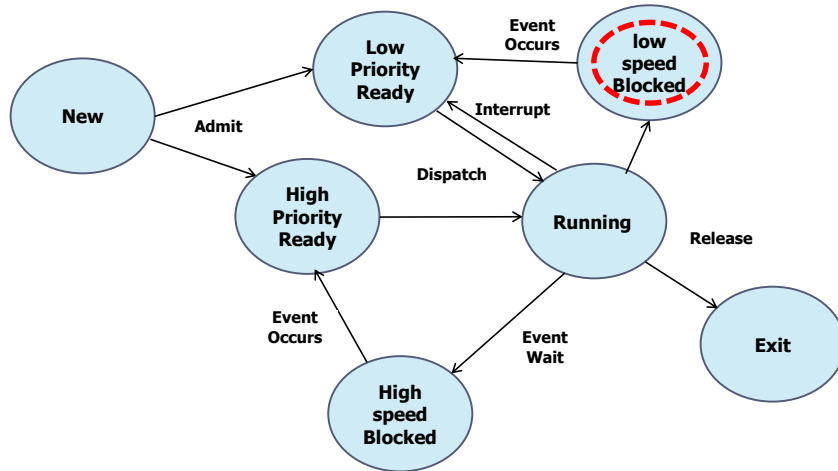 Low
Priority
Ready
Event
Occurs
low
speed
Blocked
New
Admit
Interrupt
Dispatch
High
Priority
Ready
Running
Release
Event
Occurs
Event
Wait
Exit
High
speed
Blocked